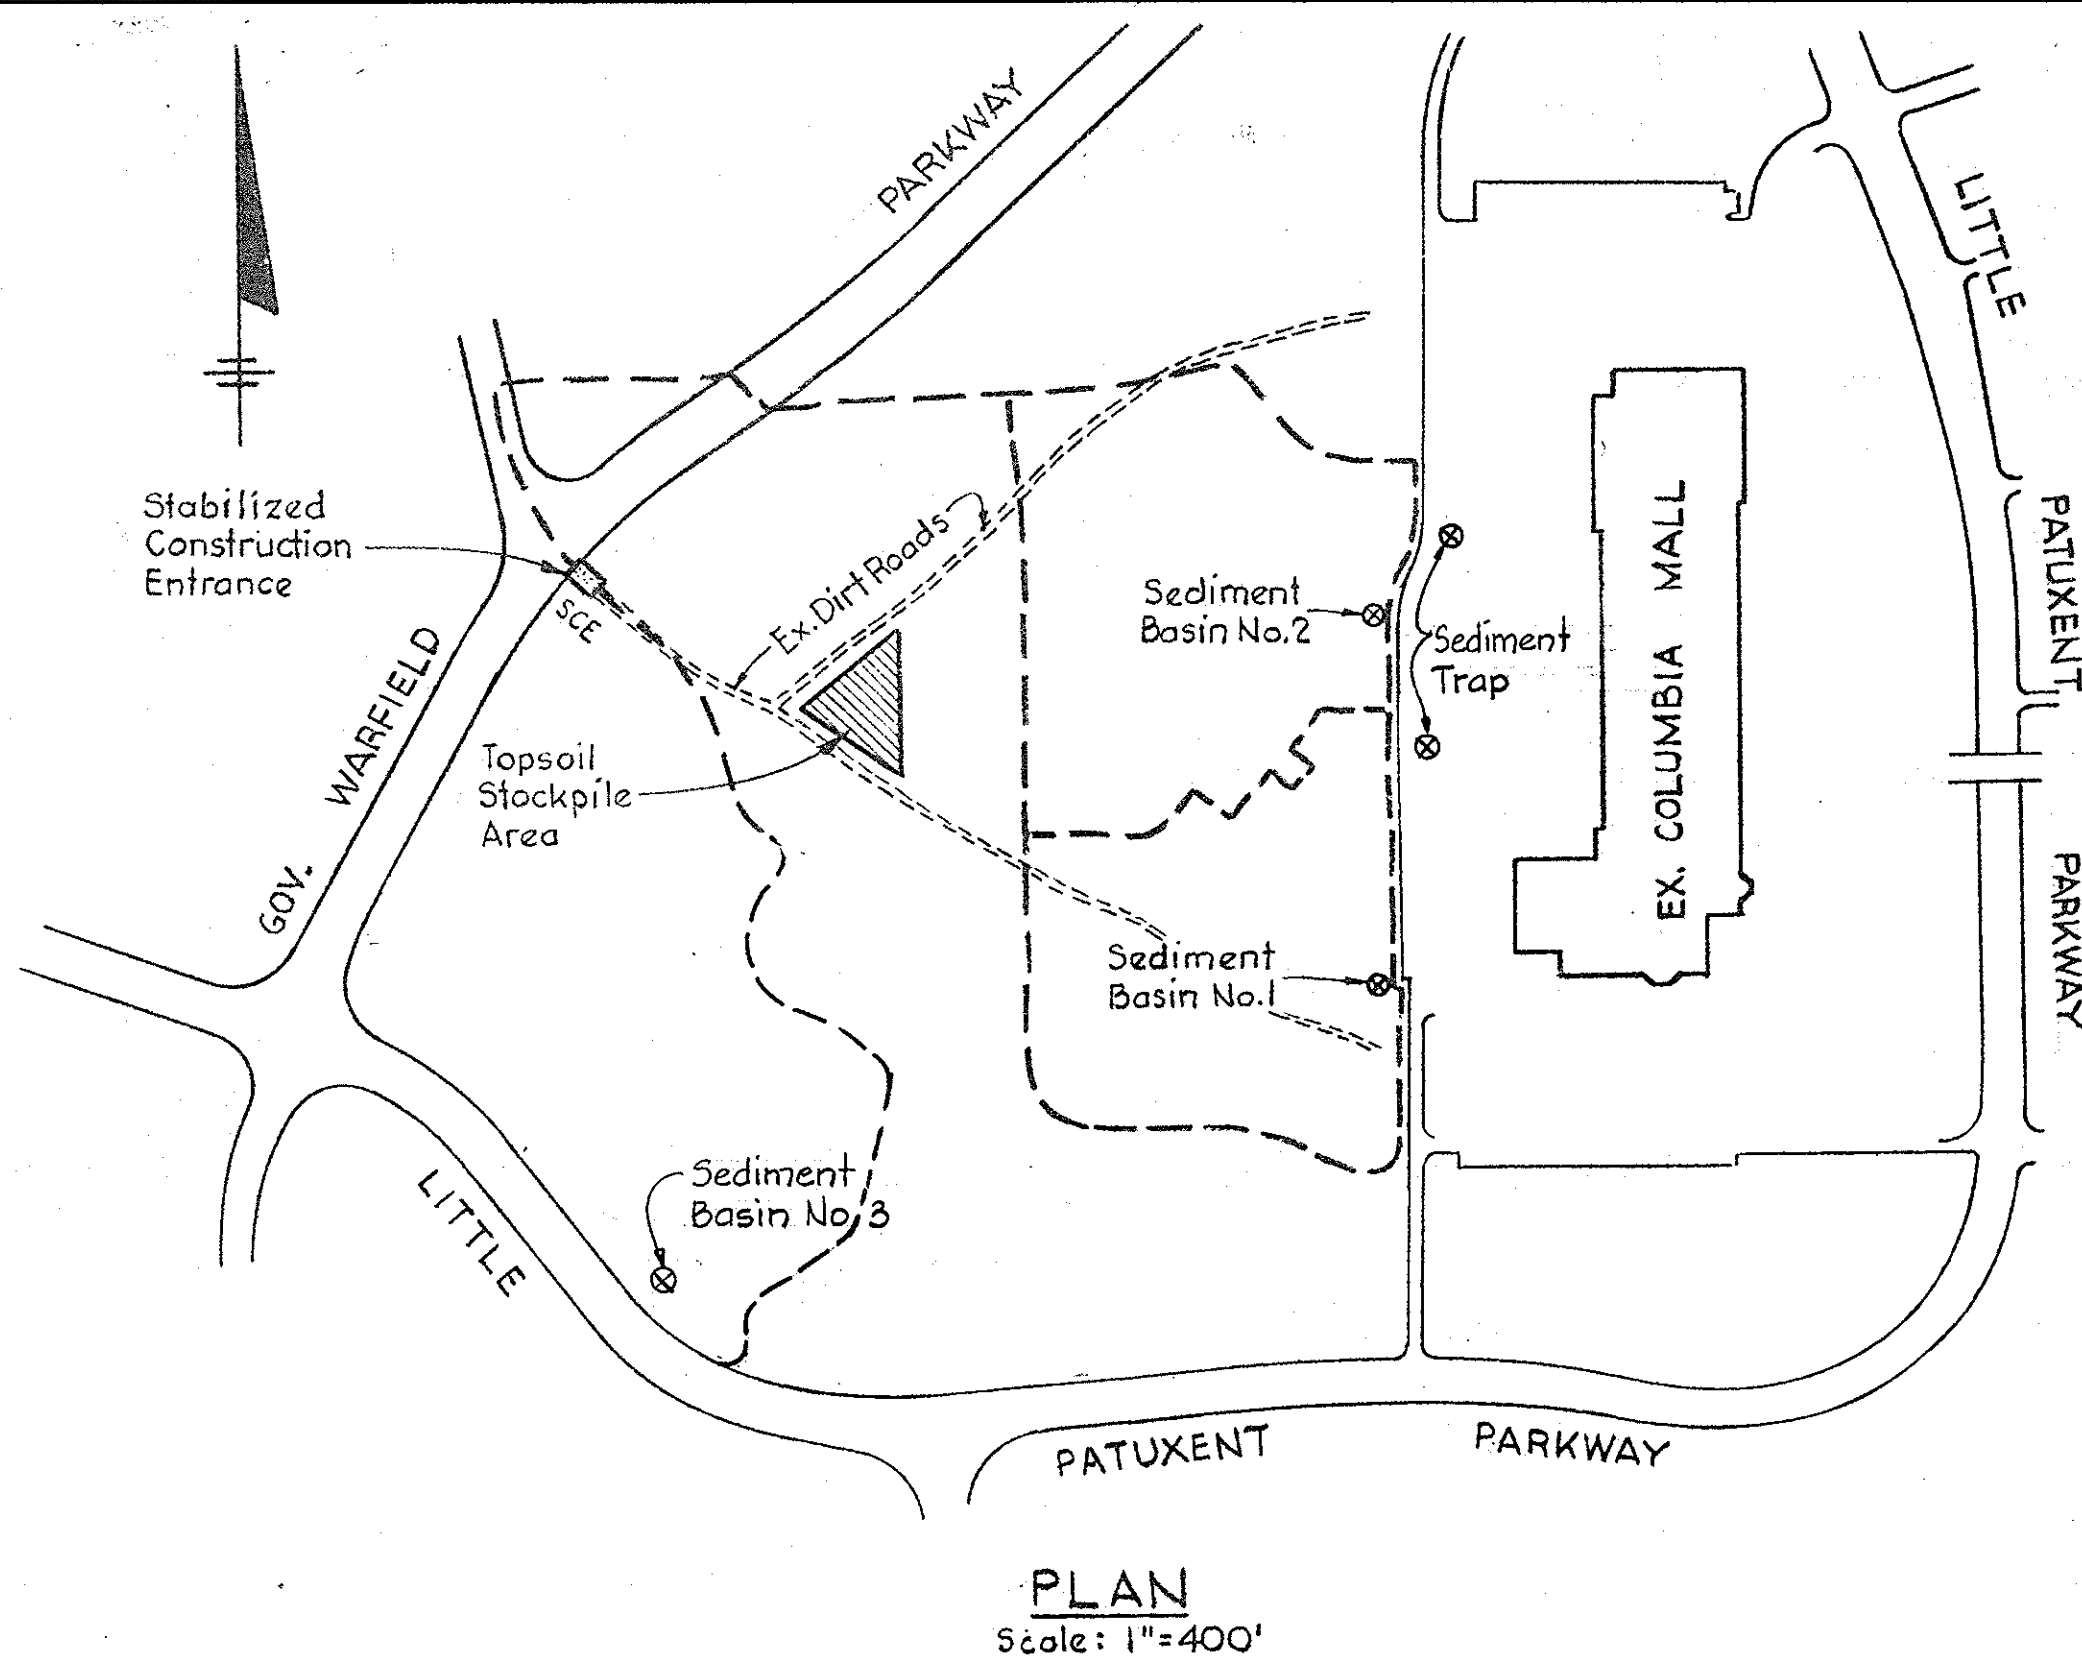 PARKWAY
LITTLE
Stabilized
Construction
Entrance
SCE
Ex. Dirt Roads
Sediment
Basin No.2
Sediment
Trap
EX. COLUMBIA MALL
PATUXENT
PARKWAY
GOV. WARFIELD
Topsoil
Stockpile
Area
Sediment
Basin No.1
Sediment
Basin No.3
LITTLE
PATUXENT PARKWAY
PLAN
Scale: 1"=400'